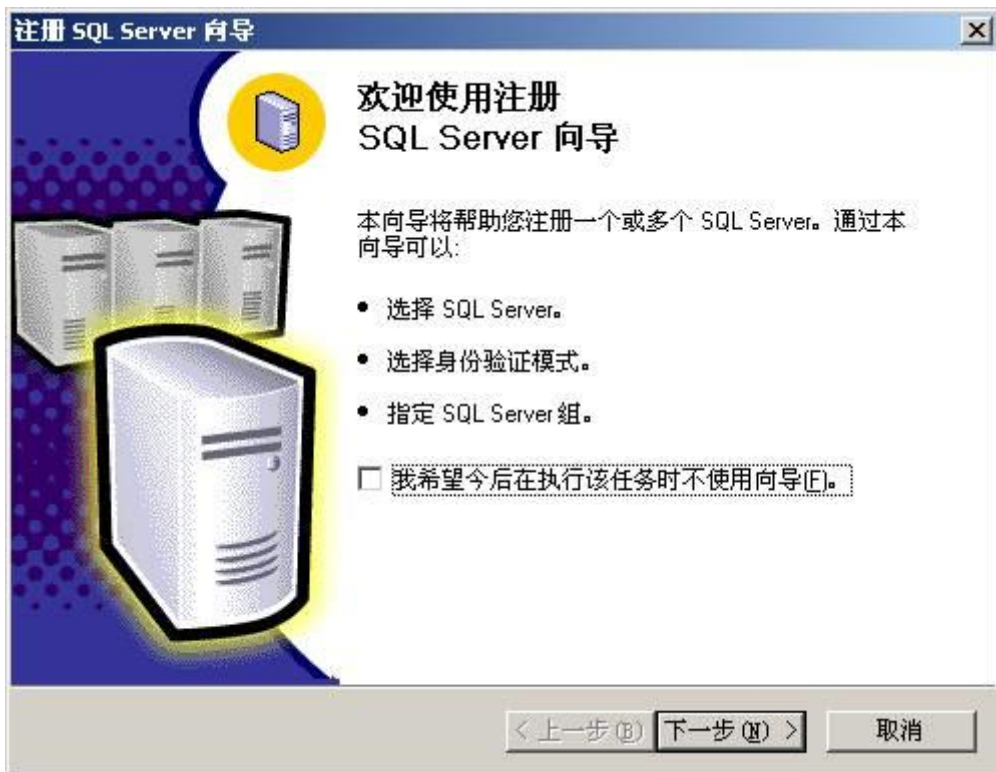 注册 SQL Server 向导
欢迎使用注册
SQL Server 向导
本向导将帮助您注册一个或多个 SQL Server。通过本
向导可以:
• 选择 SQL Server。
• 选择身份验证模式。
• 指定 SQL Server 组。
我希望今后在执行该任务时不使用向导(F)。
< 上一步(B) 下一步(N) > 取消